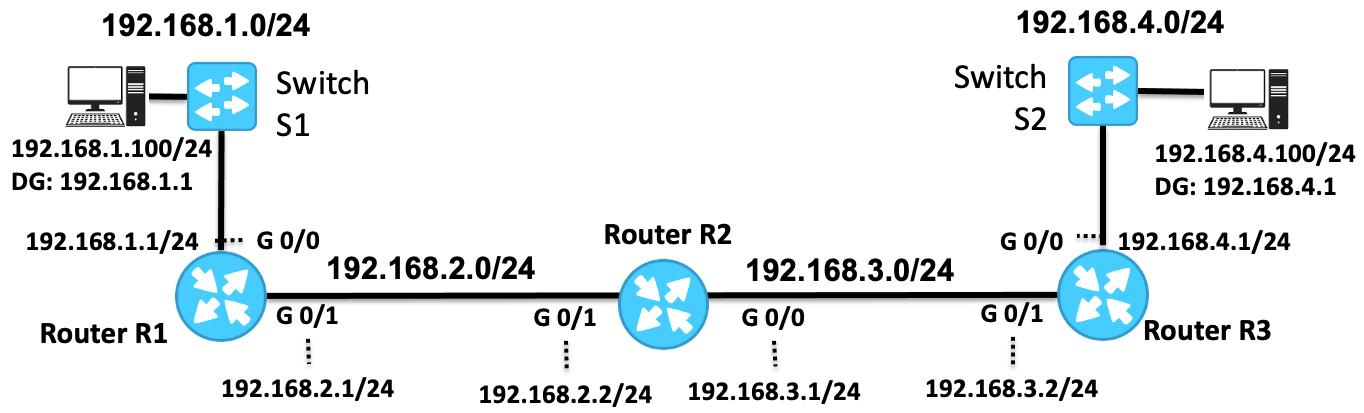 192.168.1.0/24
192.168.4.0/24
Switch
S1
Switch
S2
192.168.1.100/24
DG: 192.168.1.1
192.168.4.100/24
DG: 192.168.4.1
192.168.1.1/24
G 0/0
Router R2
G 0/0
192.168.4.1/24
192.168.2.0/24
192.168.3.0/24
Router R1
G 0/1
G 0/1
G 0/0
G 0/1
Router R3
192.168.2.1/24
192.168.2.2/24
192.168.3.1/24
192.168.3.2/24